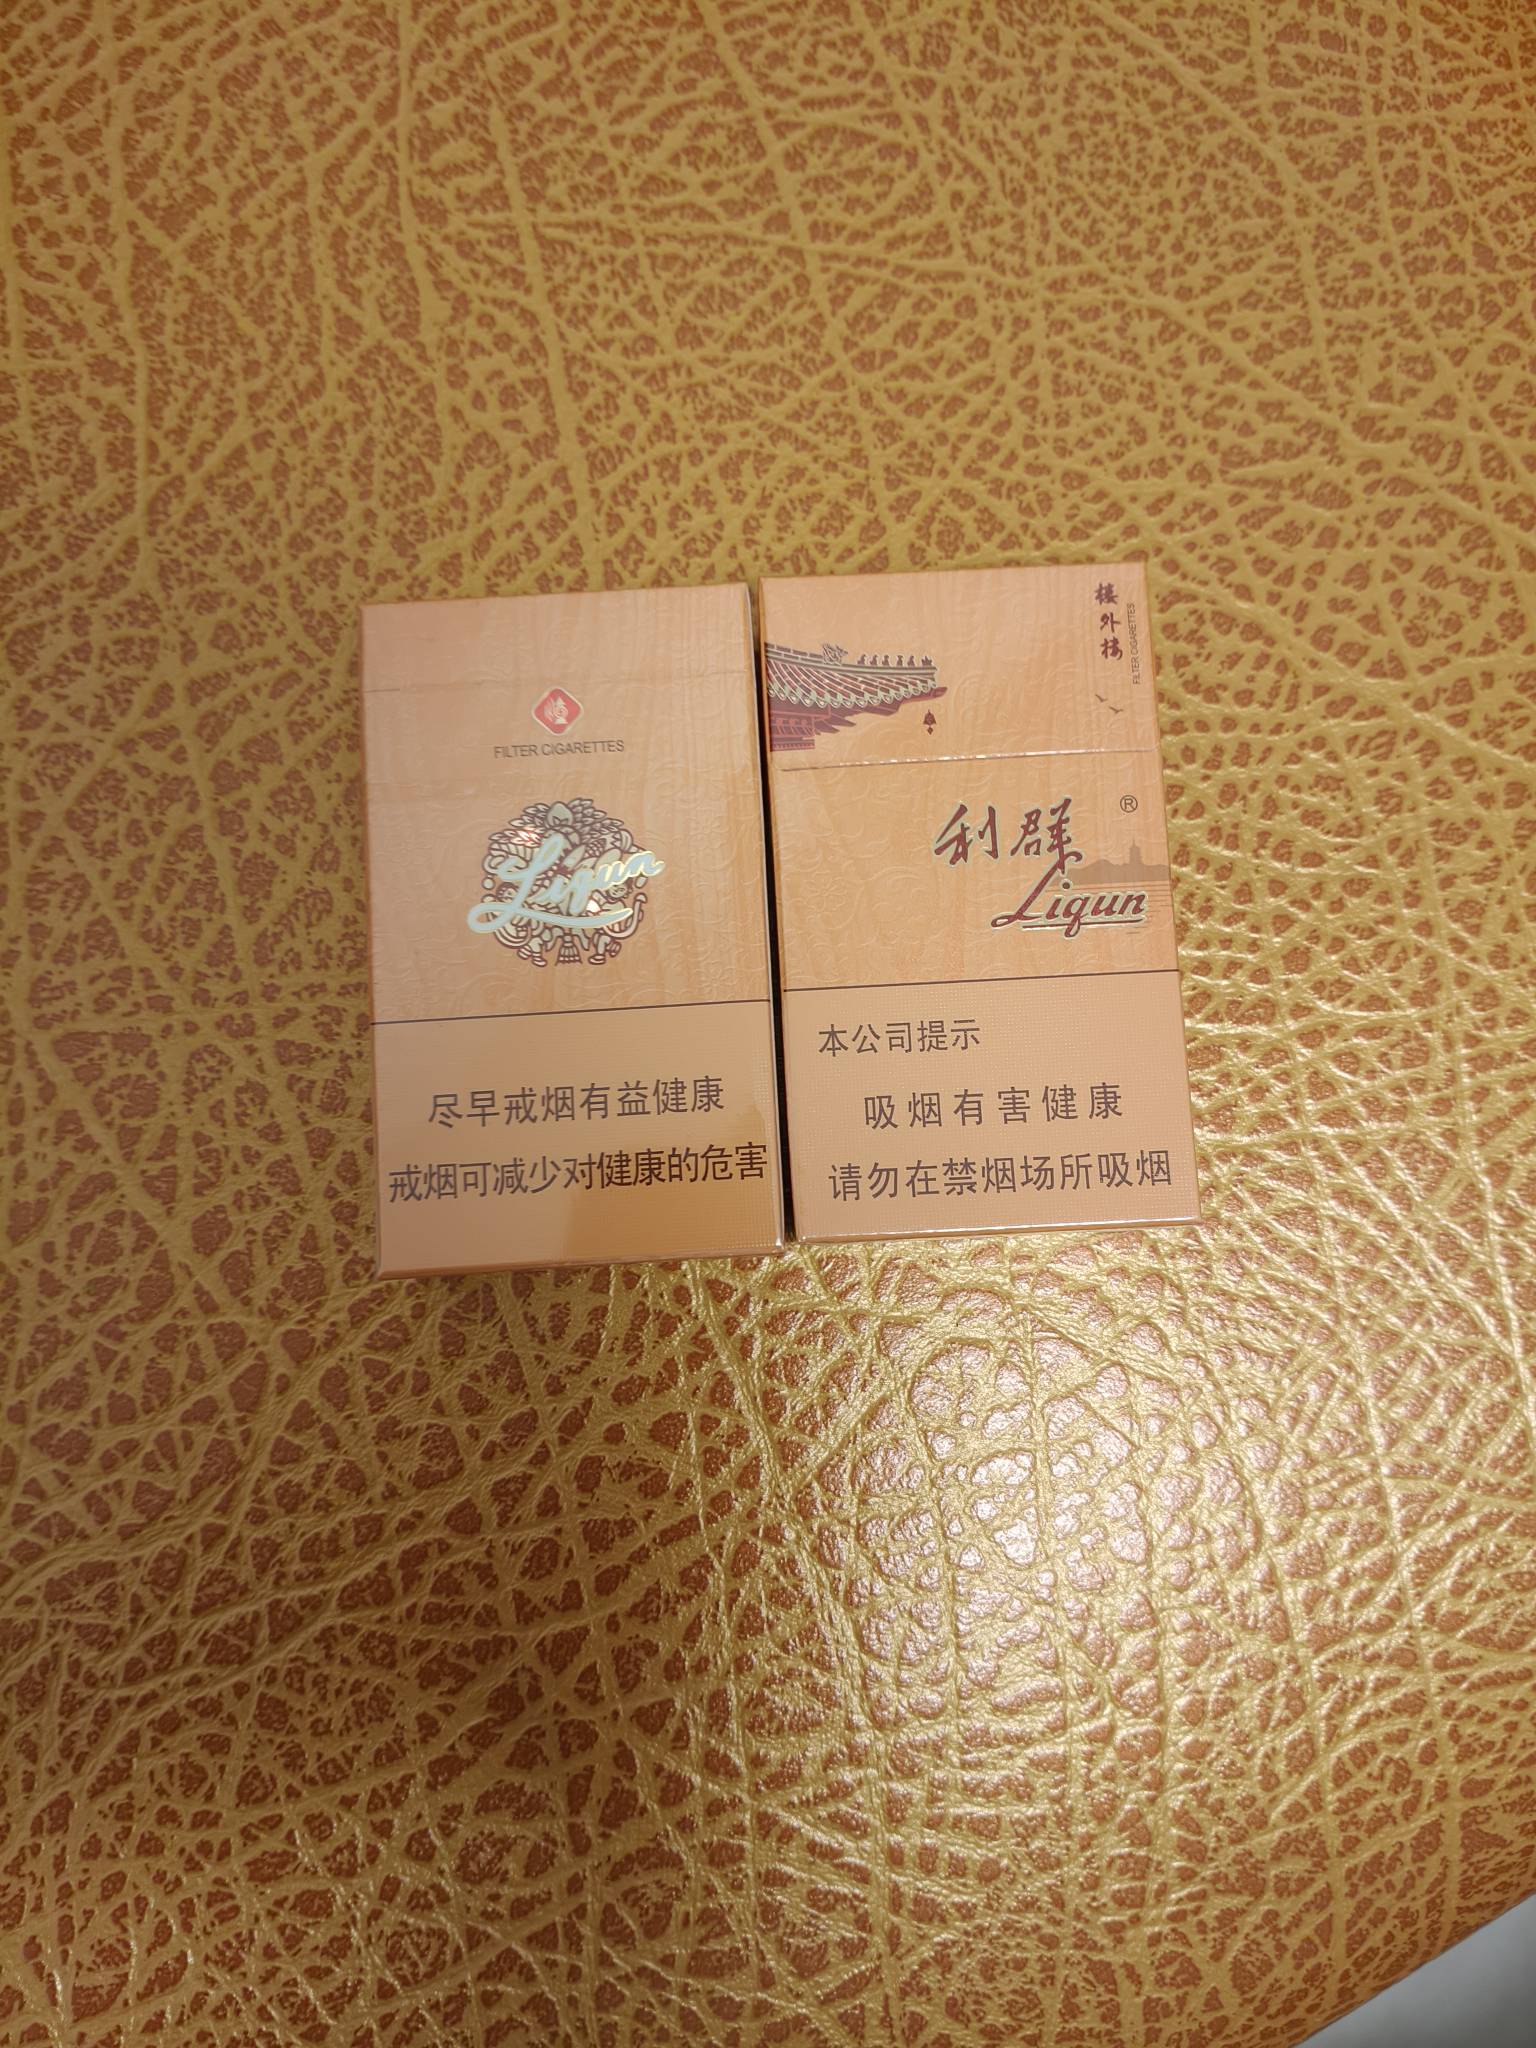 FILTER CIGARETTES
Liqun
尽早戒烟有益健康
戒烟可减少对健康的危害
楼外楼
FILTER CIGARETTES
利群
®
Liqun
本公司提示
吸烟有害健康
请勿在禁烟场所吸烟